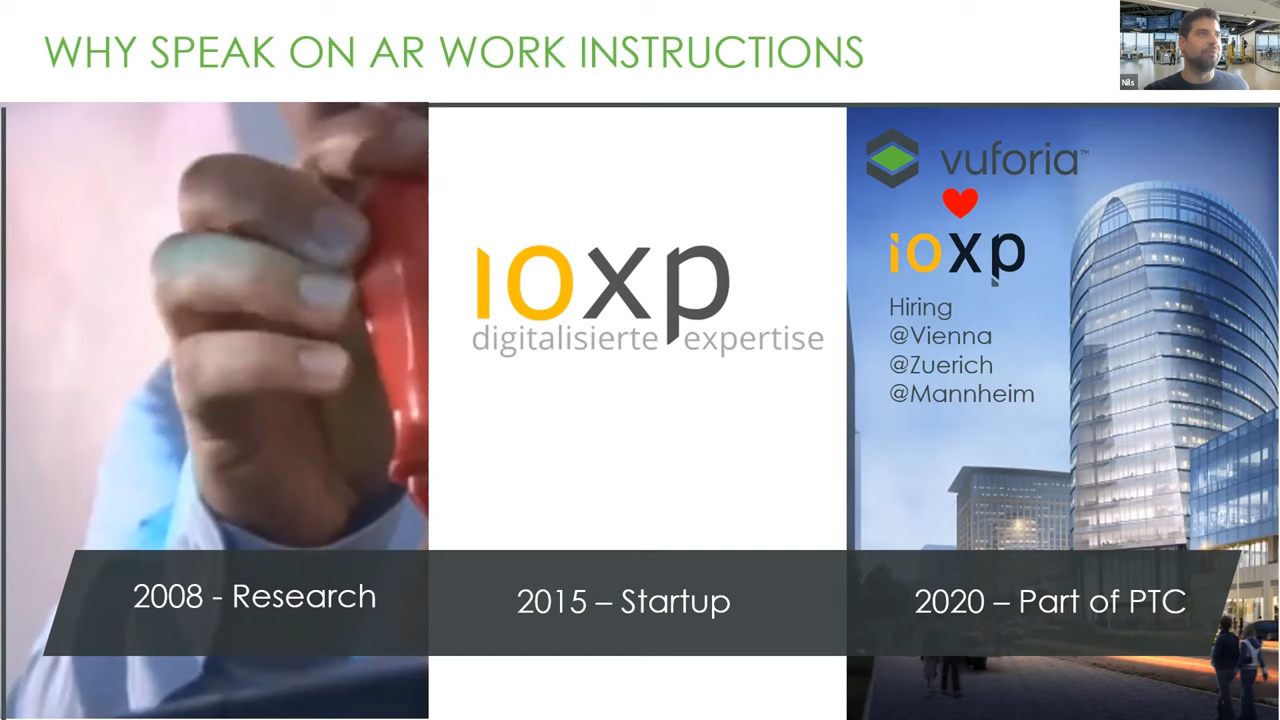 WHY SPEAK ON AR WORK INSTRUCTIONS
Nils
ioxp
digitalisierte expertise
vuforia™
ioxp
Hiring
@Vienna
@Zuerich
@Mannheim
2008 - Research
2015 – Startup
2020 – Part of PTC